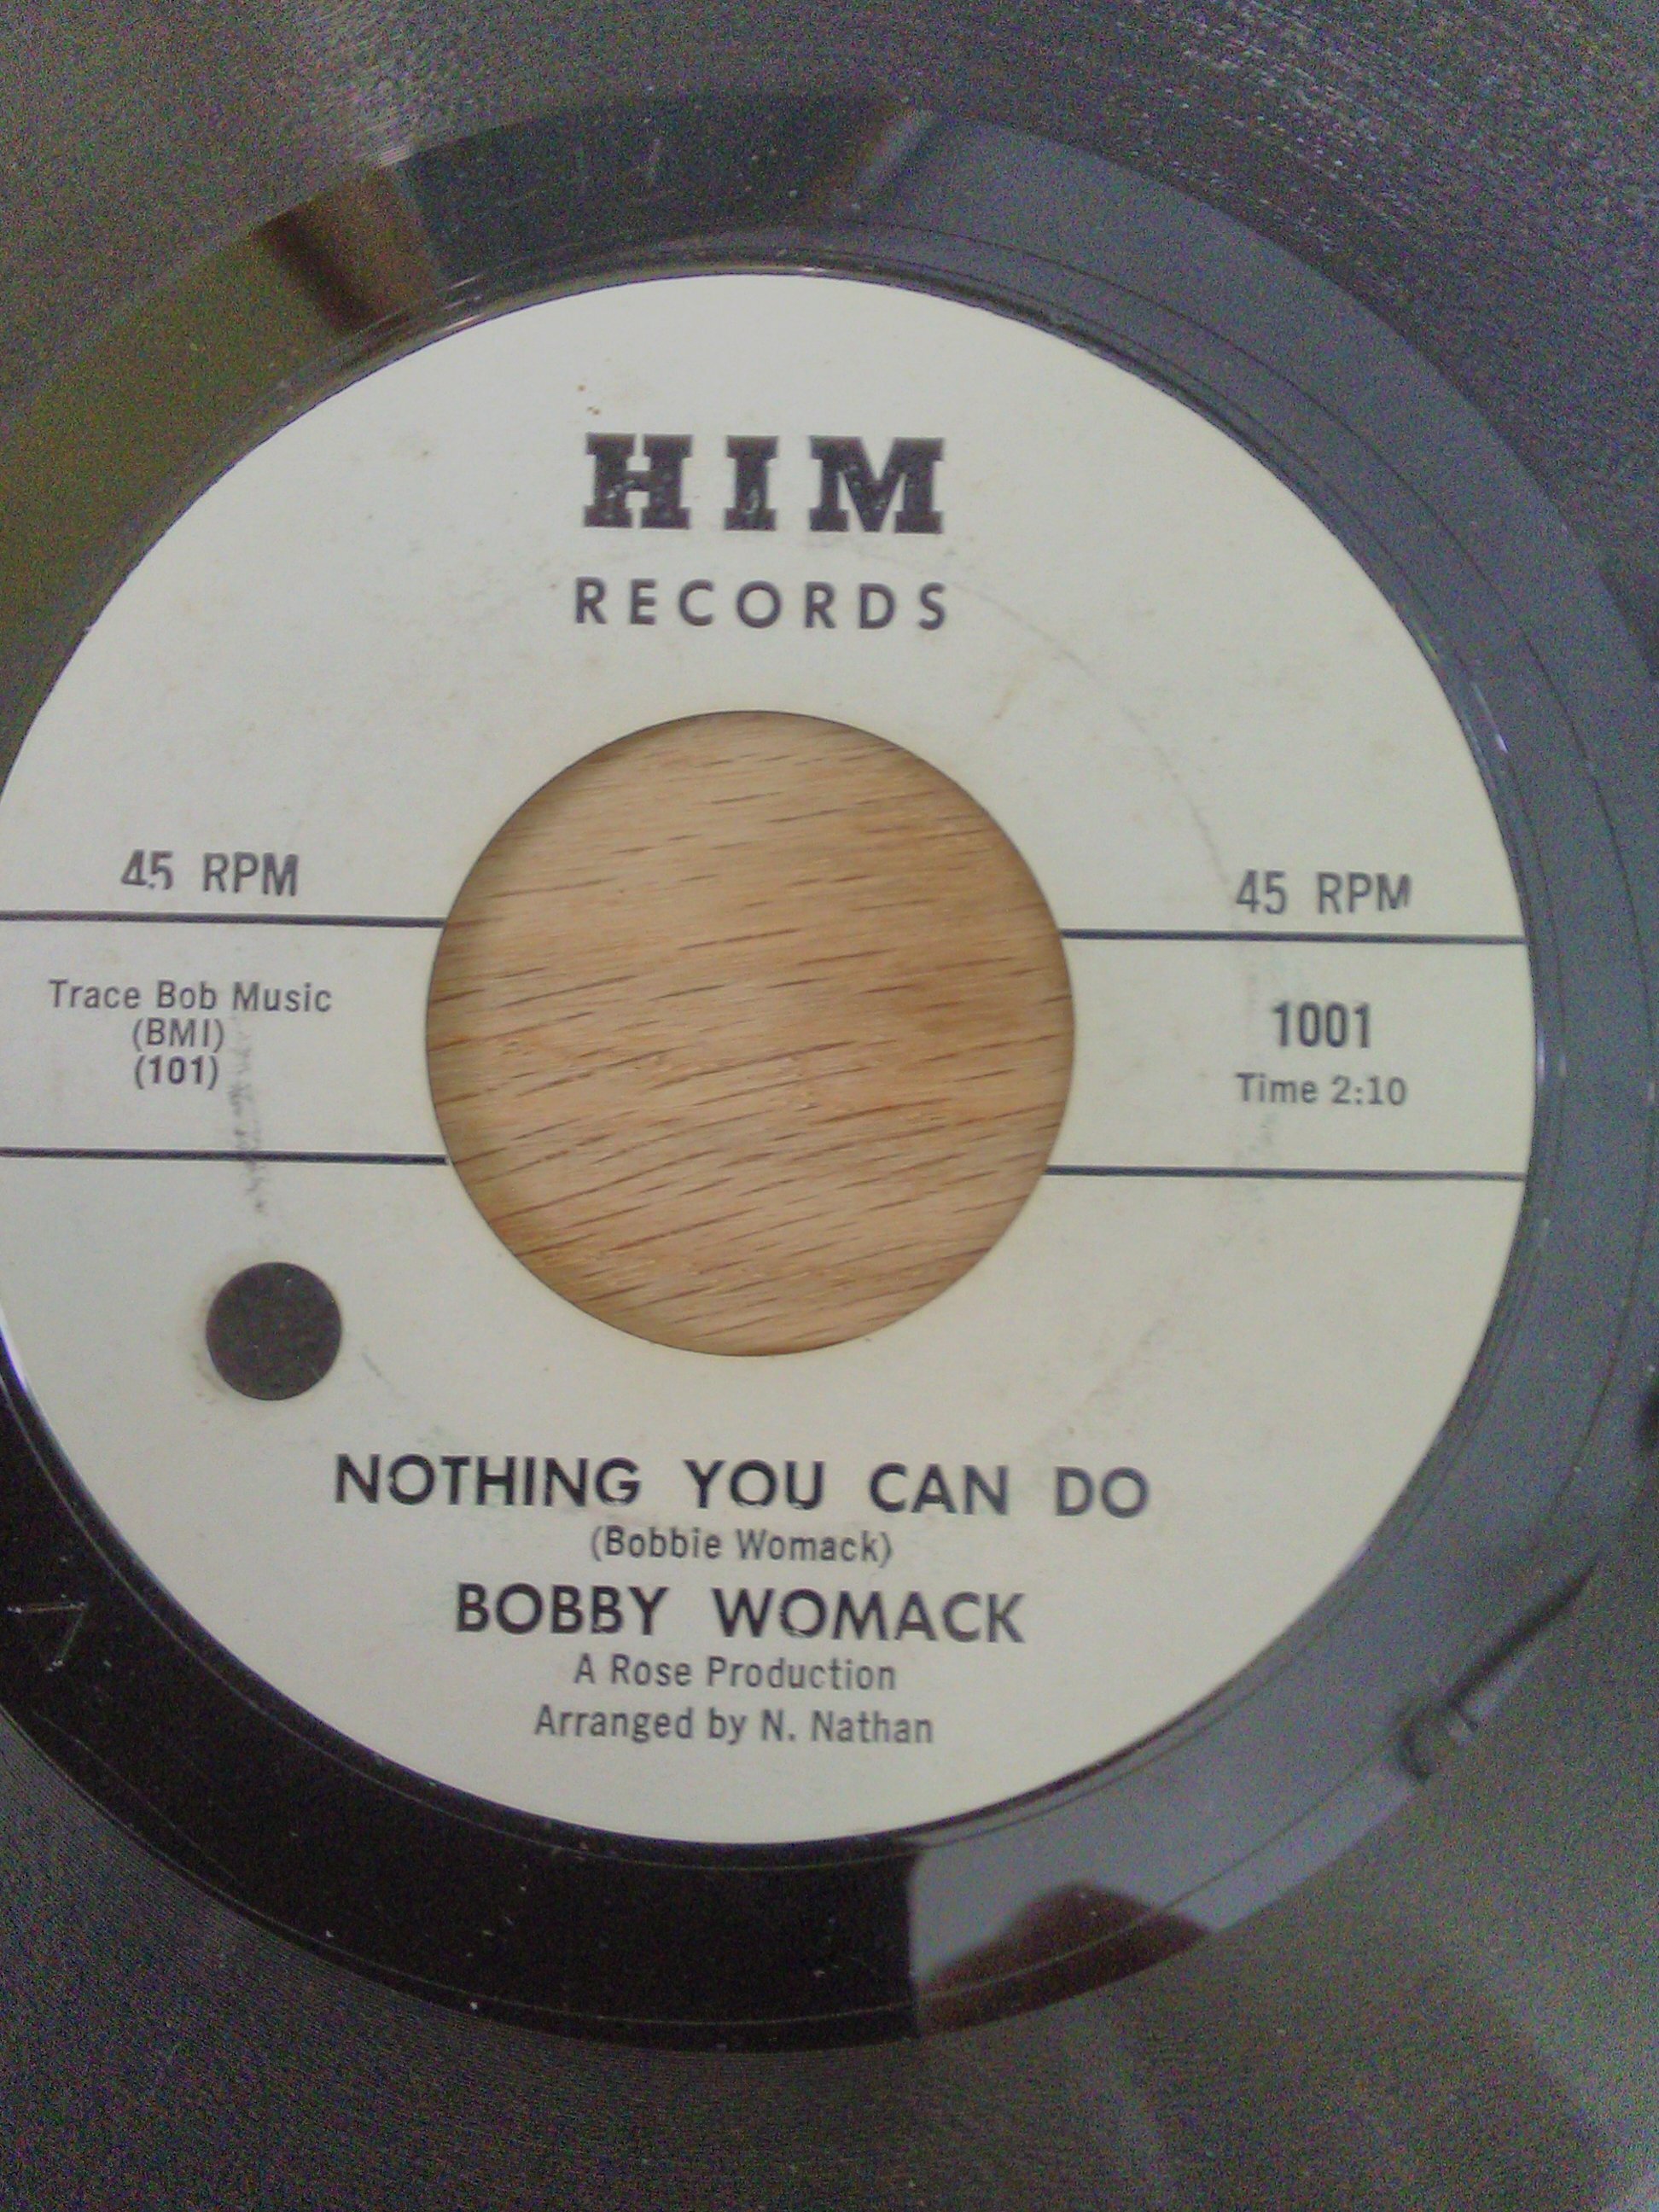 HIM
RECORDS
45 RPM
45 RPM
Trace Bob Music
(BMI)
(101)
1001
Time 2:10
NOTHING YOU CAN DO
(Bobbie Womack)
BOBBY WOMACK
A Rose Production
Arranged by N. Nathan